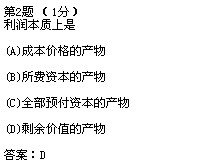 第2题 (1分)
利润本质上是
(A)成本价格的产物
(B)所费资本的产物
(C)全部预付资本的产物
(D)剩余价值的产物
答案：D